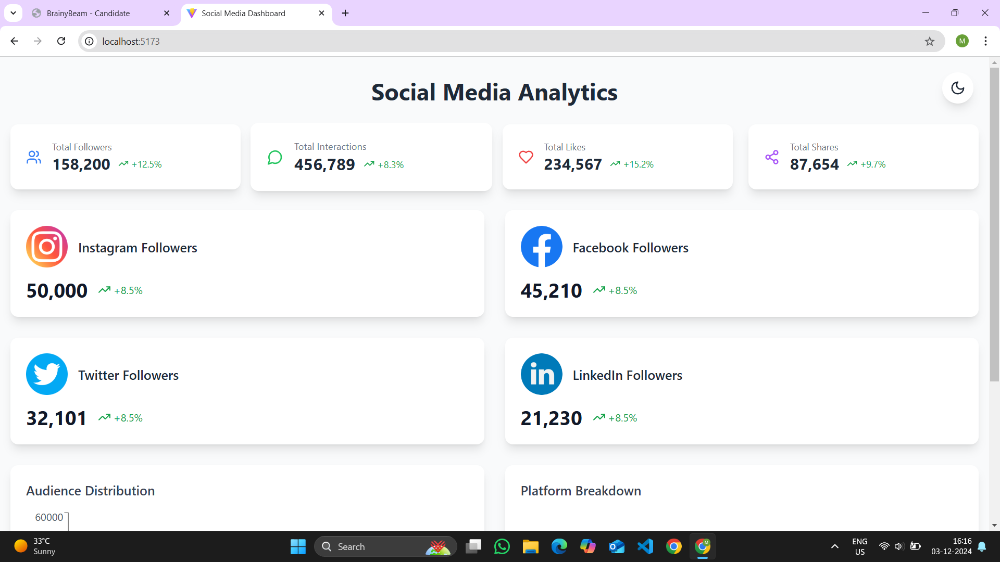 BrainyBeam - Candidate
Social Media Dashboard
localhost:5173
M
Social Media Analytics
Total Followers
158,200 +12.5%
Total Interactions
456,789 +8.3%
Total Likes
234,567 +15.2%
Total Shares
87,654 +9.7%
Instagram Followers
50,000 +8.5%
Facebook Followers
45,210 +8.5%
Twitter Followers
32,101 +8.5%
in
LinkedIn Followers
21,230 +8.5%
Audience Distribution
60000
Platform Breakdown
33°C
Sunny
Search
M
ENG
US
16:16
03-12-2024